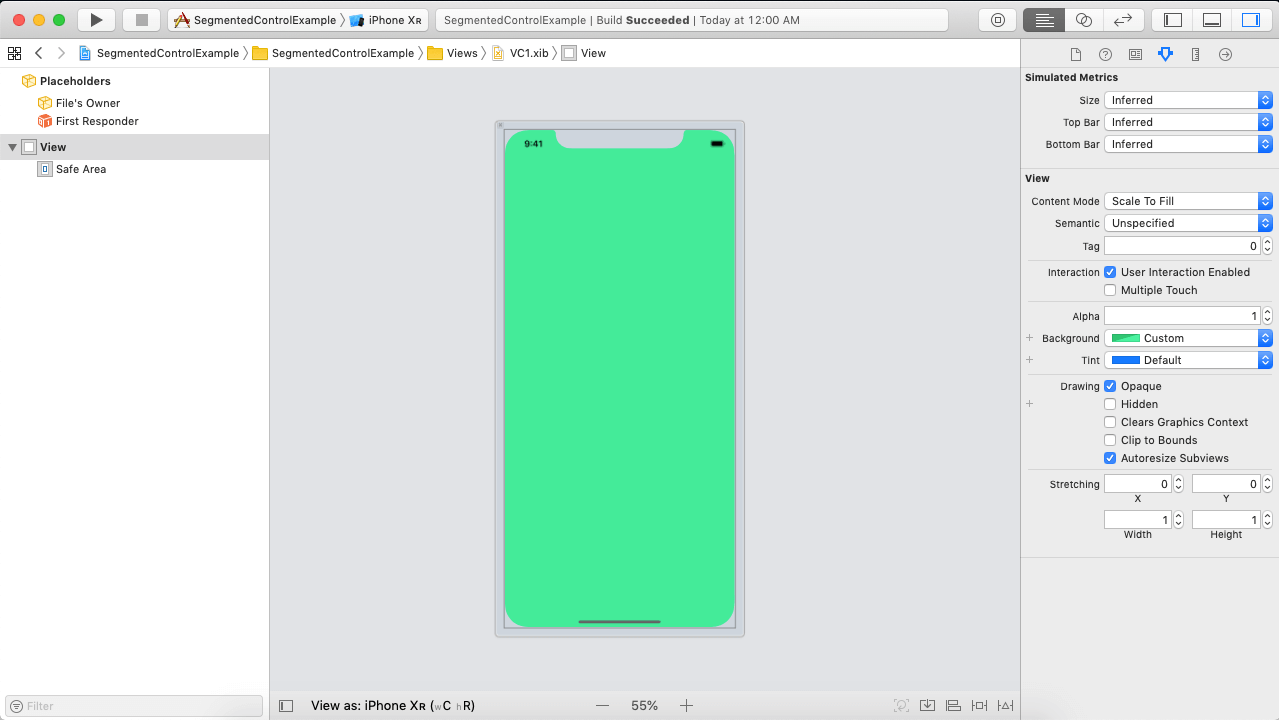 SegmentedControlExample iPhone Xʀ SegmentedControlExample | Build Succeeded | Today at 12:00 AM
SegmentedControlExample SegmentedControlExample Views VC1.xib View
Placeholders
File's Owner
First Responder
View
Safe Area
Filter
9:41
View as: iPhone Xʀ (wC hR) 55%
Simulated Metrics
Size Inferred
Top Bar Inferred
Bottom Bar Inferred
View
Content Mode Scale To Fill
Semantic Unspecified
Tag 0
Interaction User Interaction Enabled
Multiple Touch
Alpha 1
Background Custom
Tint Default
Drawing Opaque
Hidden
Clears Graphics Context
Clip to Bounds
Autoresize Subviews
Stretching 0 0
X Y
1 1
Width Height